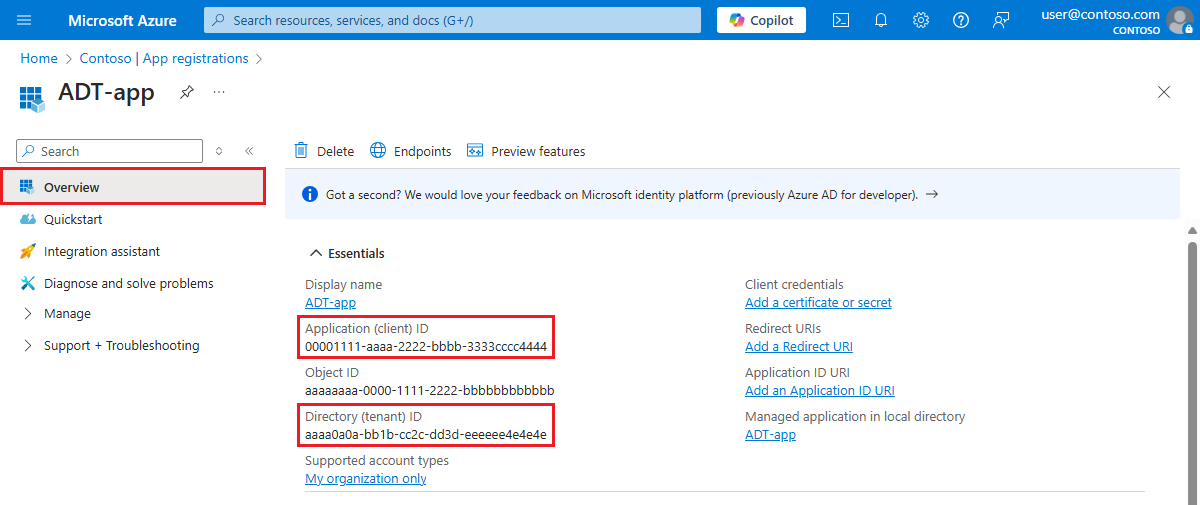 Microsoft Azure
Search resources, services, and docs (G+/)
Copilot
user@contoso.com
CONTOSO
Home > Contoso | App registrations >
ADT-app
Search
Delete
Endpoints
Preview features
Overview
Got a second? We would love your feedback on Microsoft identity platform (previously Azure AD for developer).
Quickstart
Integration assistant
Diagnose and solve problems
Manage
Support + Troubleshooting
Essentials
Display name
ADT-app
Application (client) ID
00001111-aaaa-2222-bbbb-3333cccc4444
Object ID
aaaaaaaa-0000-1111-2222-bbbbbbbbbbbb
Directory (tenant) ID
aaaa0a0a-bb1b-cc2c-dd3d-eeeeee4e4e4e
Supported account types
My organization only
Client credentials
Add a certificate or secret
Redirect URIs
Add a Redirect URI
Application ID URI
Add an Application ID URI
Managed application in local directory
ADT-app